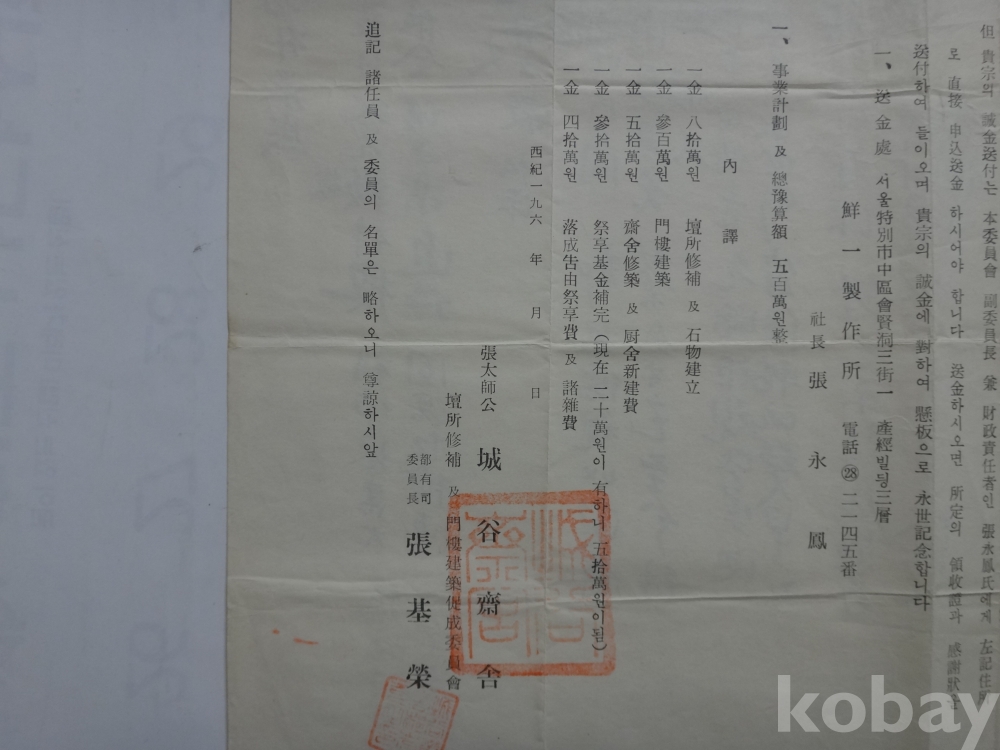 但 貴宗의 誠金送付는 本委員會 副委員長 兼 財政責任者인 張永鳳氏에게 左記住所
로 直接 申込送金 하시어야 합니다 送金하시오면 所定의 領收證과 感謝狀을
送付하여 들이오며 貴宗의 誠金에 對하여 懸板으로 永世記念합니다
一、送金處 서울特別市中區會賢洞三街一 產經빌딩三層
鮮一製作所 電話㉘二一四五番
社長 張永鳳
一、事業計劃 及 總豫算額 五百萬원整
內譯
一金 八拾萬원 壇所修補 及 石物建立
一金 參百萬원 門樓建築
一金 五拾萬원 齋舍修築 及 厨舍新建費
一金 參拾萬원 祭享基金補完(現在 二十萬원이 有하니 五拾萬원이됨)
一金 四拾萬원 落成告由祭享費 及 諸雜費
西紀一九六 年 月 日
張太師公 城谷齋舍
壇所修補 及 門樓建築促成委員會
都有司
委員長 張基榮
追記 諸任員 及 委員의 名單은 略하오니 尊諒하시앞
kobay